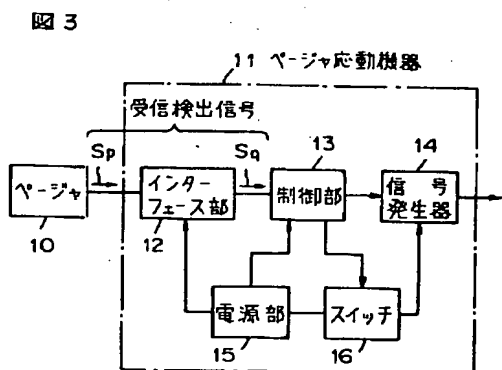 図3
11 ページャ応動機器
受信検出信号
Sp
Sq
13
14
ページャ
インター
フェース部
制御部
信号
発生器
10
12
電源部
スイッチ
15
16